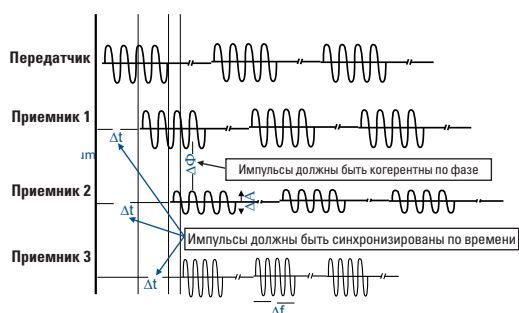 Передатчик
Приемник 1
Δt
ΔΦ
Импульсы должны быть когерентны по фазе
Приемник 2
ΔA
Δt
Импульсы должны быть синхронизированы по времени
Приемник 3
Δt
Δf